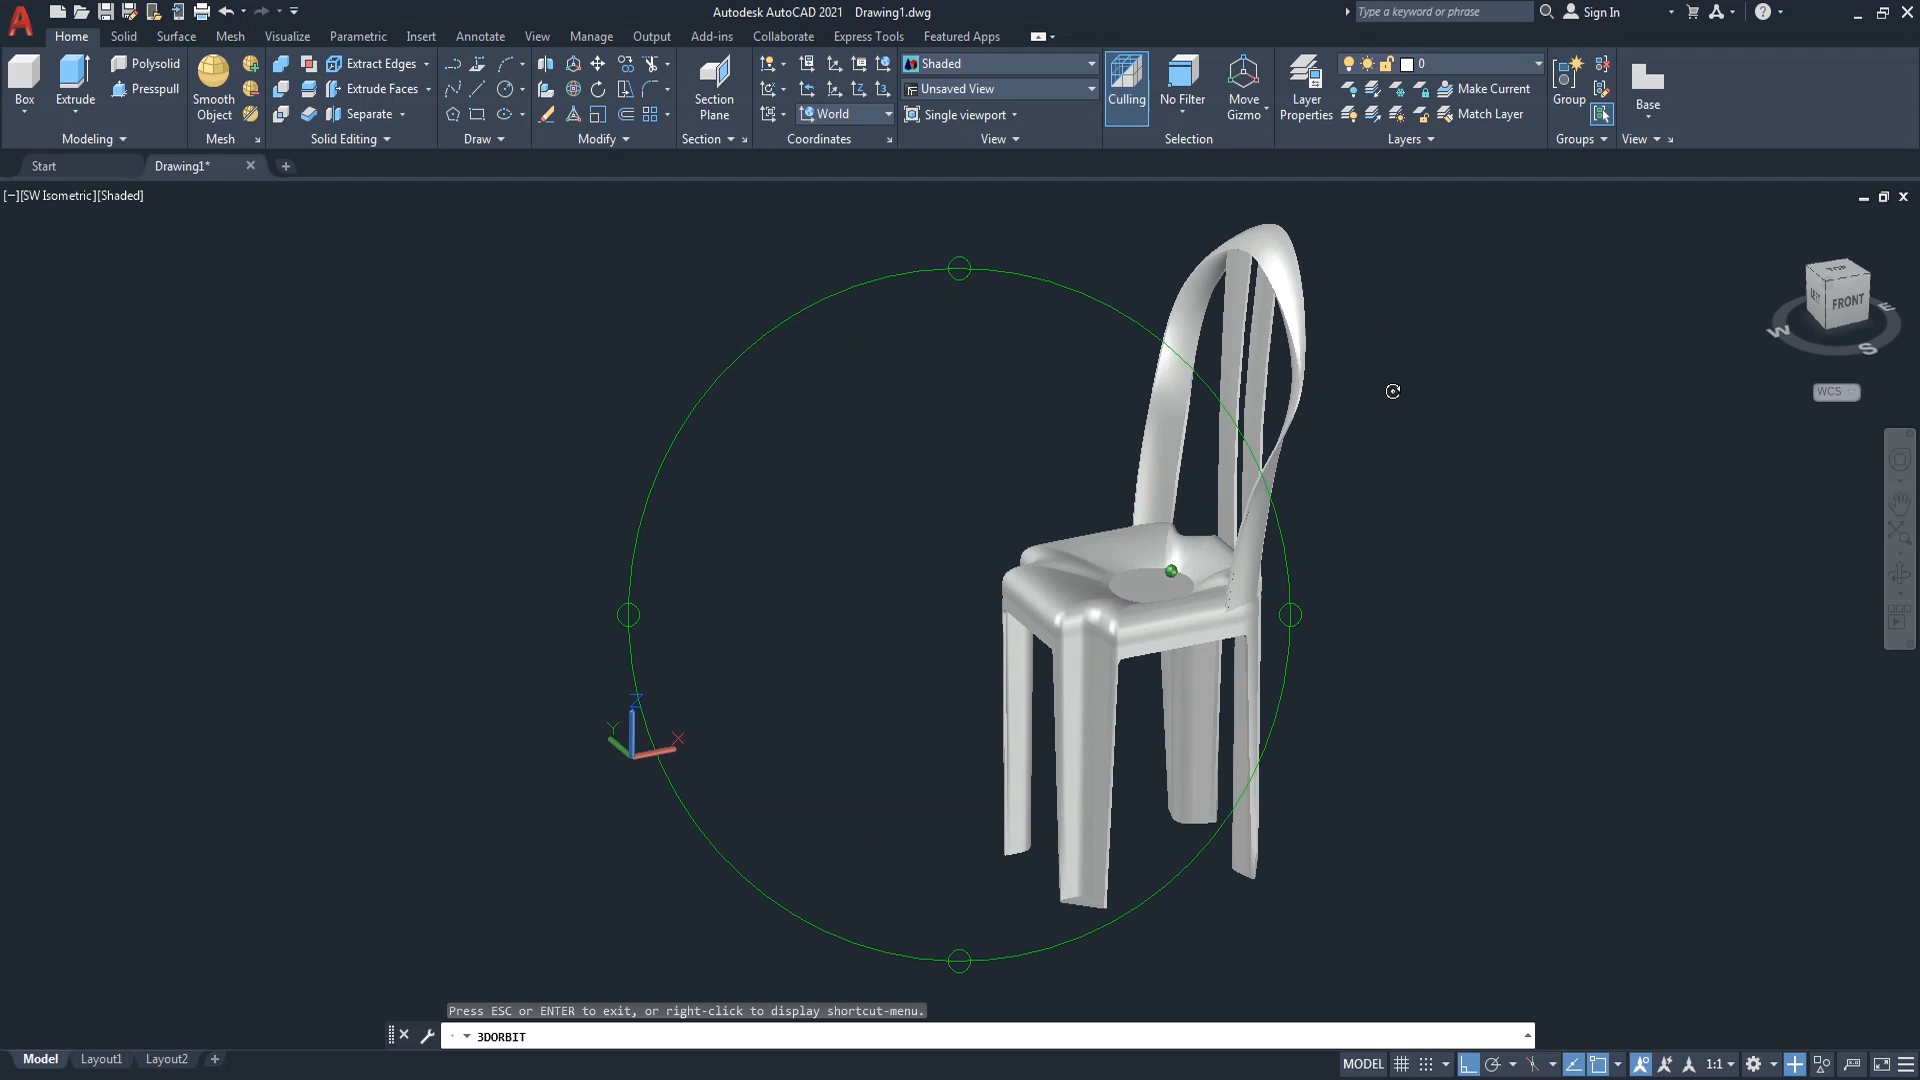 Autodesk AutoCAD 2021 Drawing1.dwg
Type a keyword or phrase
Sign In
Home Solid Surface Mesh Visualize Parametric Insert Annotate View Manage Output Add-ins Collaborate Express Tools Featured Apps
Box
Extrude
Polysolid
Presspull
Modeling
Smooth
Object
Mesh
Extract Edges
Extrude Faces
Separate
Solid Editing
Draw
Modify
Section
Plane
Section
World
Coordinates
Shaded
Unsaved View
Single viewport
View
Culling
No Filter
Move
Gizmo
Selection
Layer
Properties
0
Make Current
Match Layer
Layers
Group
Groups
Base
View
Start
Drawing1*
[−][SW Isometric][Shaded]
TOP
LEFT
FRONT
W
S
E
WCS
Z
Y
X
Press ESC or ENTER to exit, or right-click to display shortcut-menu.
3DORBIT
Model Layout1 Layout2
MODEL
1:1